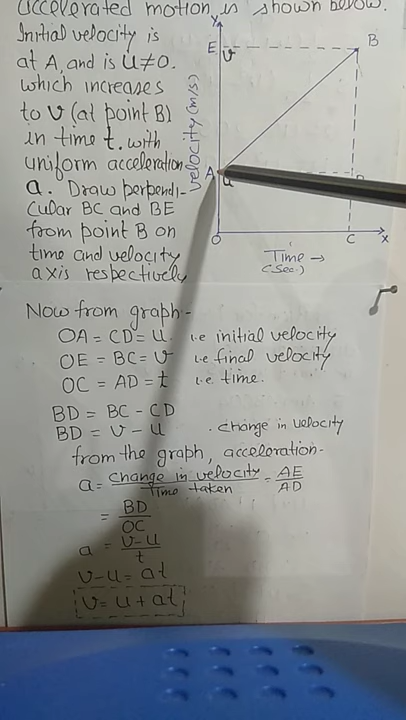 accelerated motion is shown below.
Initial velocity is
at A, and is u≠0.
which increases
to v (at point B)
in time t. with
uniform acceleration
a. Draw perpendi-
cular BC and BE
from point B on
time and velocity
axis respectively
Y
E
v
B
velocity (m/s)
A
u
D
O
C
X
Time →
(Sec.)
Now from graph-
OA = CD = u. i.e initial velocity
OE = BC = v i.e final velocity
OC = AD = t i.e. time.
BD = BC - CD
BD = v - u . change in velocity
from the graph, acceleration-
a = change in velocity / Time taken = AE / AD
= BD / OC
a = v-u / t
v-u = at
v = u + at